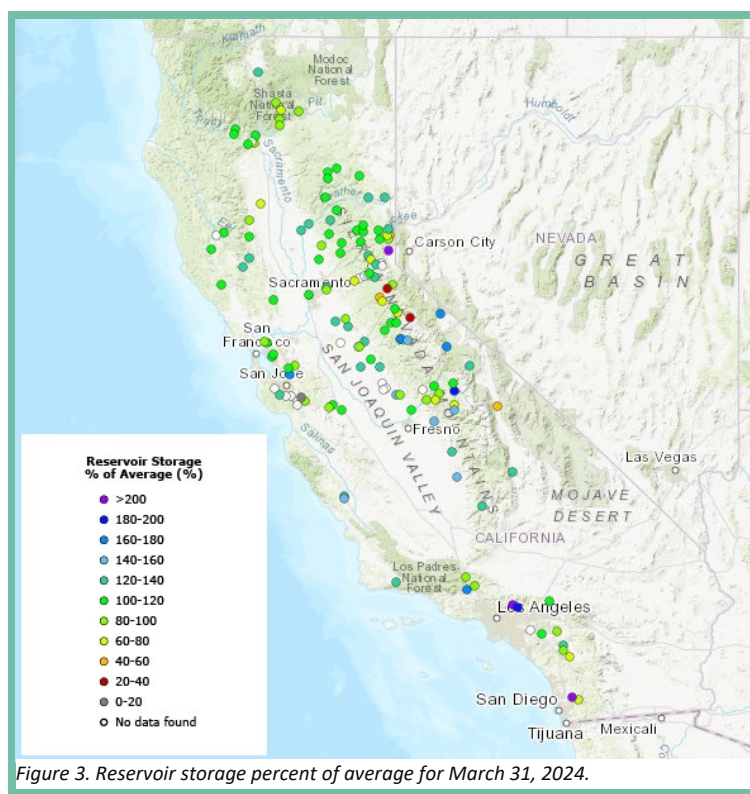 Klamath
Modoc
National
Forest
Shasta
National
Forest
Pit
Trinity
Humboldt
Sacramento
Eel
Carson City
NEVADA
GREAT
BASIN
Sacramento
San
Francisco
San Jose
SAN JOAQUIN VALLEY
Salinas
Fresno
Las Vegas
MOJAVE
DESERT
CALIFORNIA
Los Padres
National
Forest
Los Angeles
San Diego
Tijuana
Mexicali
Reservoir Storage
% of Average (%)
>200
180-200
160-180
140-160
120-140
100-120
80-100
60-80
40-60
20-40
0-20
No data found
Figure 3. Reservoir storage percent of average for March 31, 2024.